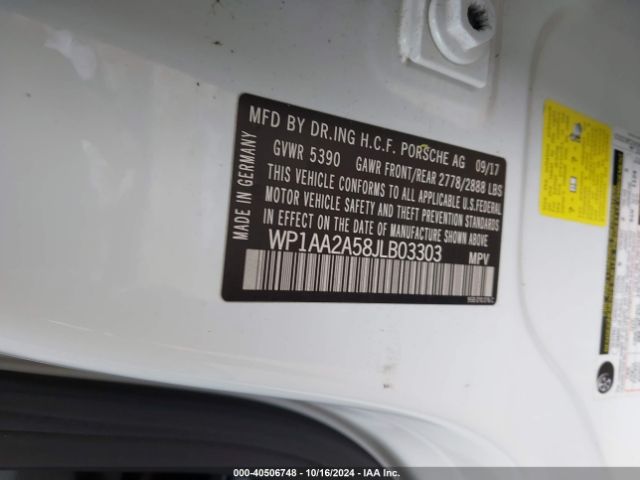 MFD BY DR.ING H.C.F. PORSCHE AG 09/17
GVWR 5390 GAWR FRONT/REAR 2778/2888 LBS
THIS VEHICLE CONFORMS TO ALL APPLICABLE U.S.FEDERAL
MOTOR VEHICLE SAFETY AND THEFT PREVENTION STANDARDS
IN EFFECT ON THE DATE OF MANUFACTURE SHOWN ABOVE
WP1AA2A58JLB03303 MPV
MADE IN GERMANY
000-40506748 - 10/16/2024 - IAA Inc.